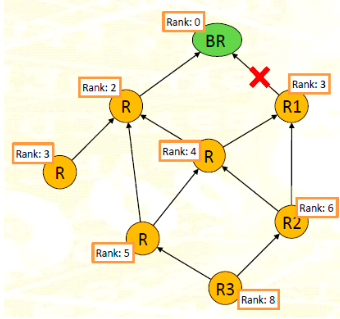 Rank: 0
BR
Rank: 2
R
Rank: 3
R1
Rank: 3
R
Rank: 4
R
Rank: 6
R2
R
Rank: 5
R3
Rank: 8